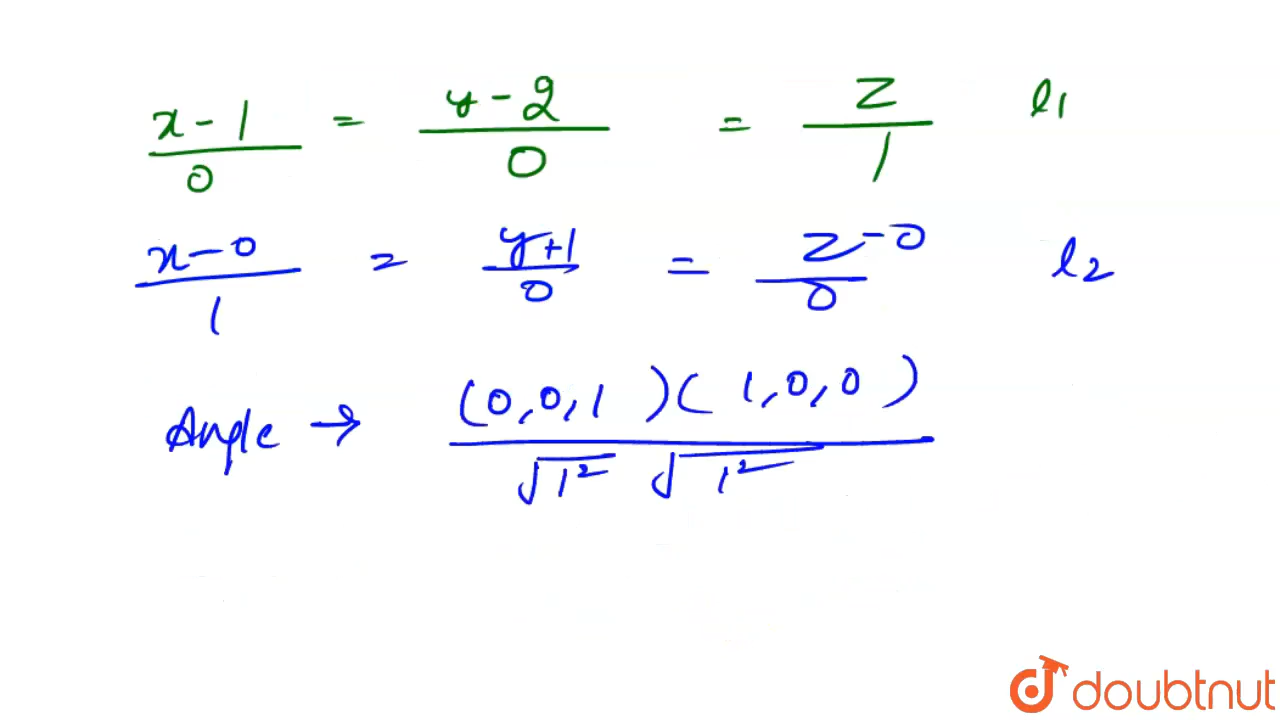 x - 1 / 0 = y - 2 / 0 = z / 1 l1
x - 0 / 1 = y + 1 / 0 = z - 0 / 0 l2
Angle → (0, 0, 1)(1, 0, 0) / √1² √1²
doubtnut